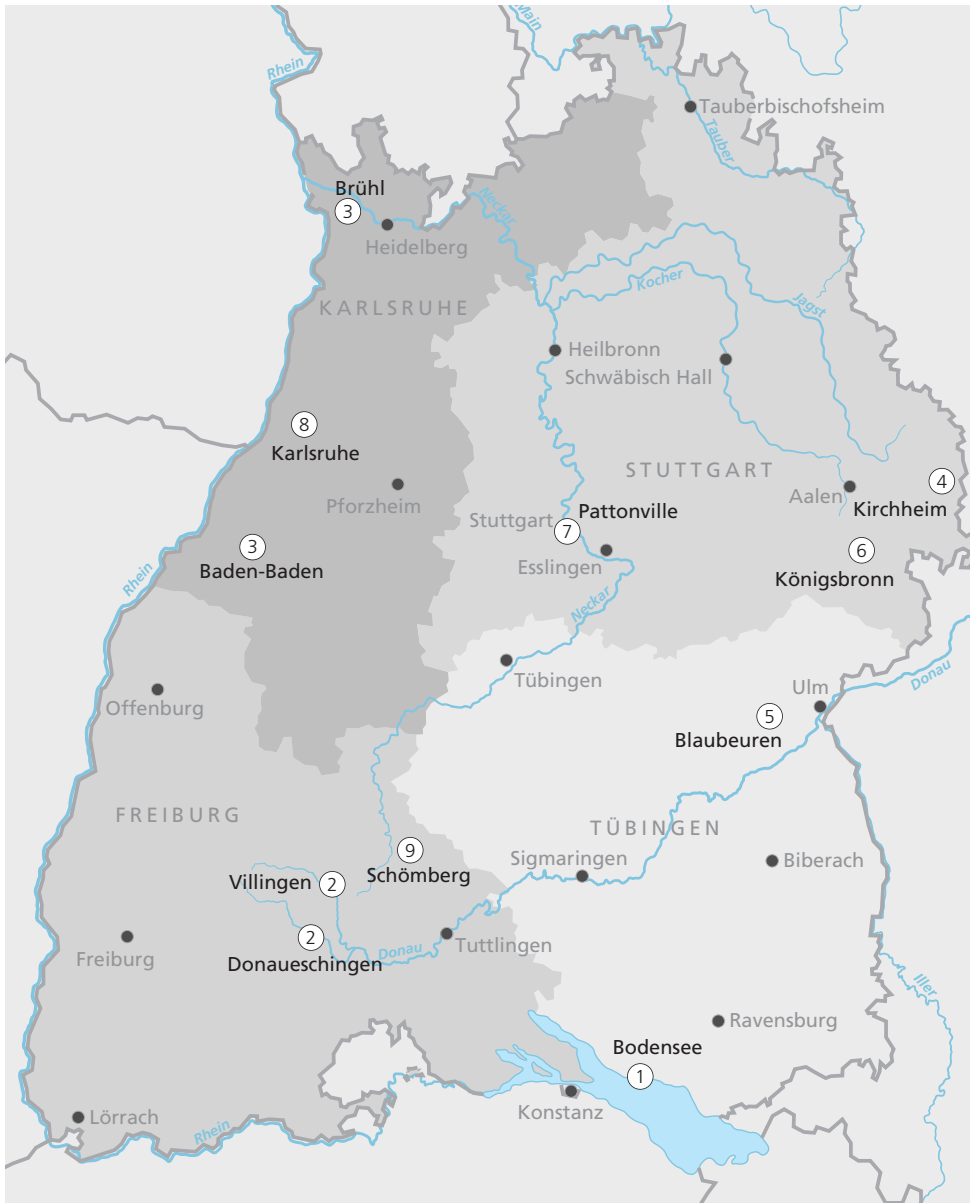 Main
Rhein
Tauberbischofsheim
Tauber
Brühl
3
Neckar
Heidelberg
KARLSRUHE
Kocher
Jagst
Heilbronn
Schwäbisch Hall
8
Karlsruhe
STUTTGART
Pforzheim
Aalen
4
Kirchheim
Stuttgart
Pattonville
7
3
Baden-Baden
Esslingen
6
Königsbronn
Rhein
Neckar
Tübingen
Offenburg
Ulm
Donau
5
Blaubeuren
FREIBURG
TÜBINGEN
9
Schömberg
Sigmaringen
Biberach
Villingen
2
2
Donaueschingen
Donau
Tuttlingen
Freiburg
Iller
Ravensburg
Bodensee
1
Konstanz
Lörrach
Rhein